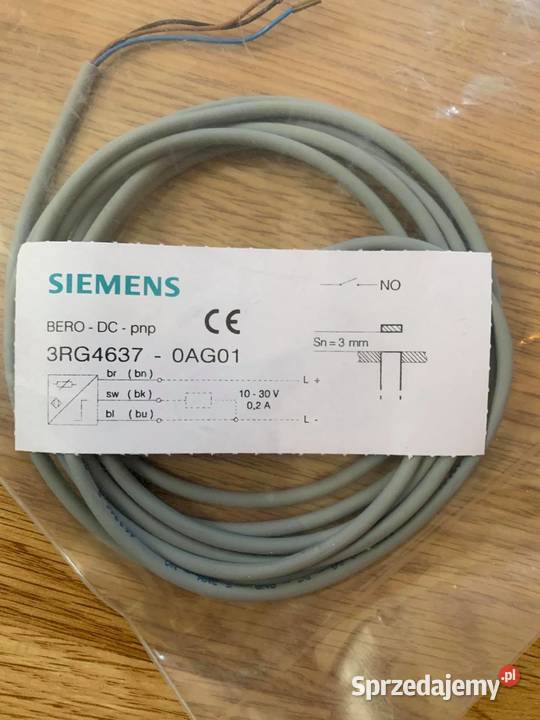 SIEMENS
NO
BERO - DC - pnp CE
Sn = 3 mm
3RG4637 - 0AG01
br ( bn )
L +
sw ( bk )
10 - 30 V
0,2 A
bl ( bu )
L -
Sprzedajemy.pl